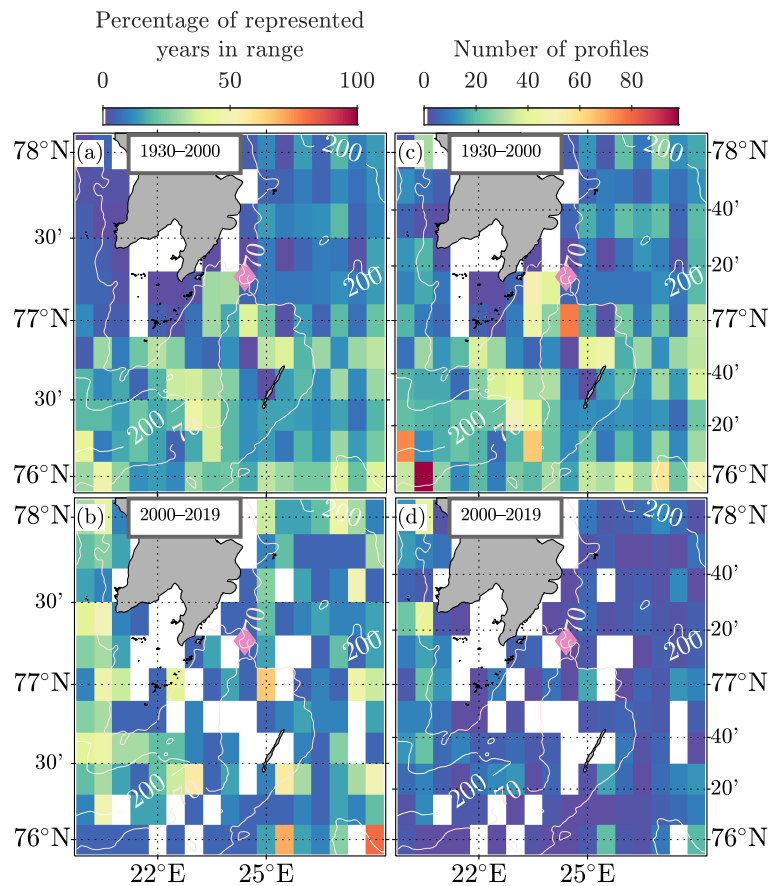 Percentage of represented
years in range
Number of profiles
0 50 100
0 20 40 60 80
78°N (a) 1930–2000 200 (c) 1930–2000 200 78°N
40'
30'
70 200 70 200 20'
77°N 77°N
40'
30'
200 70 200 70 20'
76°N 76°N
78°N (b) 2000–2019 200 (d) 2000–2019 200 78°N
40'
30'
70 200 70 200 20'
77°N 77°N
40'
30'
200 70 200 70 20'
76°N 76°N
22°E 25°E 22°E 25°E